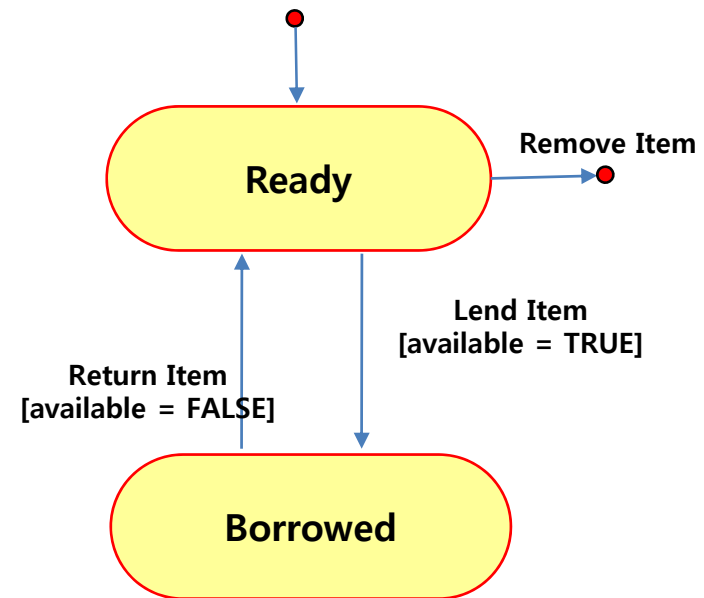 Remove Item
Ready
Lend Item
[available = TRUE]
Return Item
[available = FALSE]
Borrowed